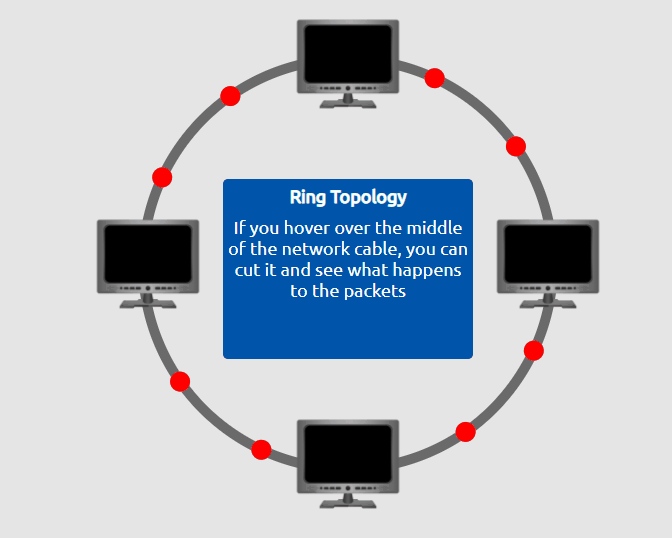 Ring Topology
If you hover over the middle
of the network cable, you can
cut it and see what happens
to the packets